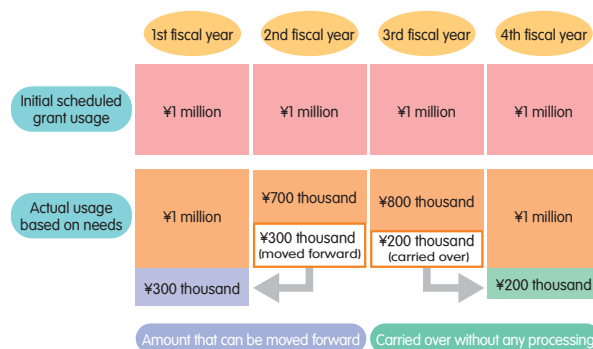 1st fiscal year 2nd fiscal year 3rd fiscal year 4th fiscal year
Initial scheduled
grant usage
¥1 million ¥1 million ¥1 million ¥1 million
Actual usage
based on needs
¥1 million
¥700 thousand
¥300 thousand
(moved forward)
¥800 thousand
¥200 thousand
(carried over)
¥1 million
¥300 thousand
¥200 thousand
Amount that can be moved forward
Carried over without any processing